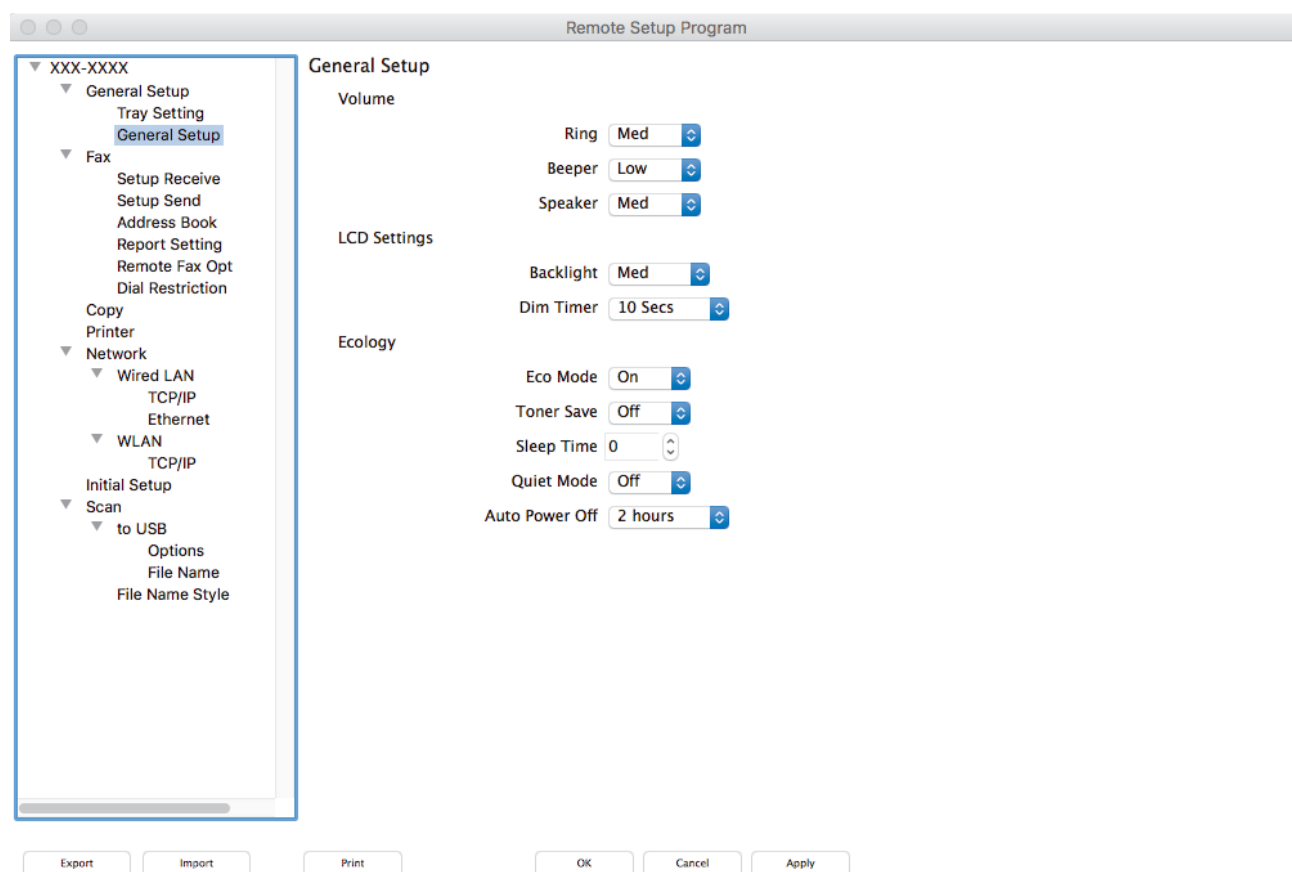 Remote Setup Program
XXX-XXXX
General Setup
Tray Setting
General Setup
Fax
Setup Receive
Setup Send
Address Book
Report Setting
Remote Fax Opt
Dial Restriction
Copy
Printer
Network
Wired LAN
TCP/IP
Ethernet
WLAN
TCP/IP
Initial Setup
Scan
to USB
Options
File Name
File Name Style
General Setup
Volume
Ring Med
Beeper Low
Speaker Med
LCD Settings
Backlight Med
Dim Timer 10 Secs
Ecology
Eco Mode On
Toner Save Off
Sleep Time 0
Quiet Mode Off
Auto Power Off 2 hours
Export Import Print OK Cancel Apply